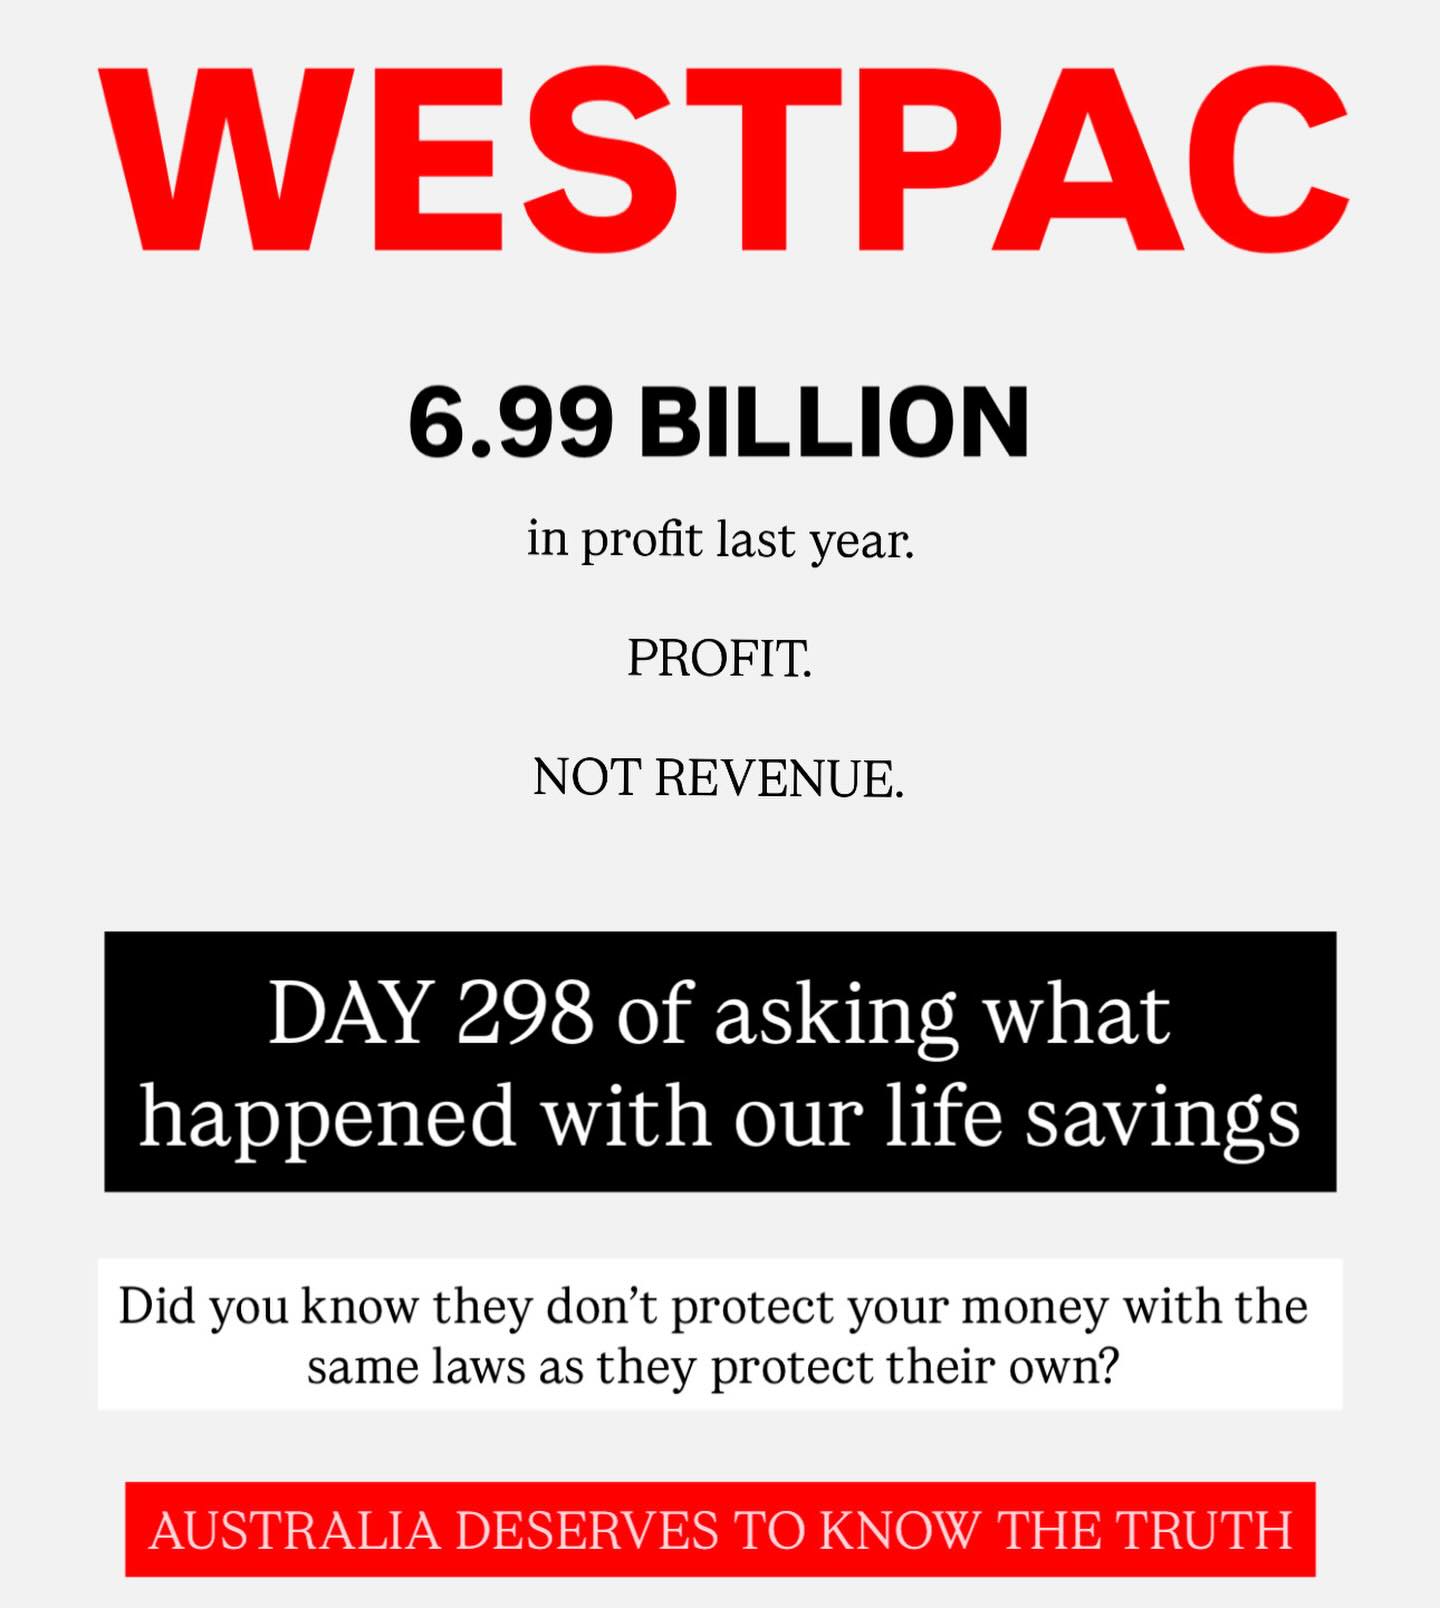 WESTPAC
6.99 BILLION
in profit last year.
PROFIT.
NOT REVENUE.
DAY 298 of asking what
happened with our life savings
Did you know they don’t protect your money with the
same laws as they protect their own?
AUSTRALIA DESERVES TO KNOW THE TRUTH